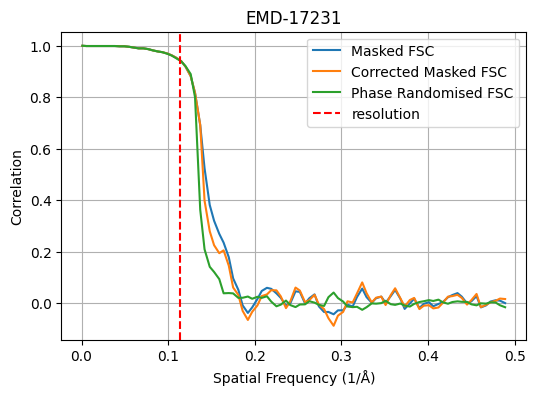 EMD-17231
Masked FSC
Corrected Masked FSC
Phase Randomised FSC
resolution
Correlation
1.0
0.8
0.6
0.4
0.2
0.0
0.0 0.1 0.2 0.3 0.4 0.5
Spatial Frequency (1/Å)